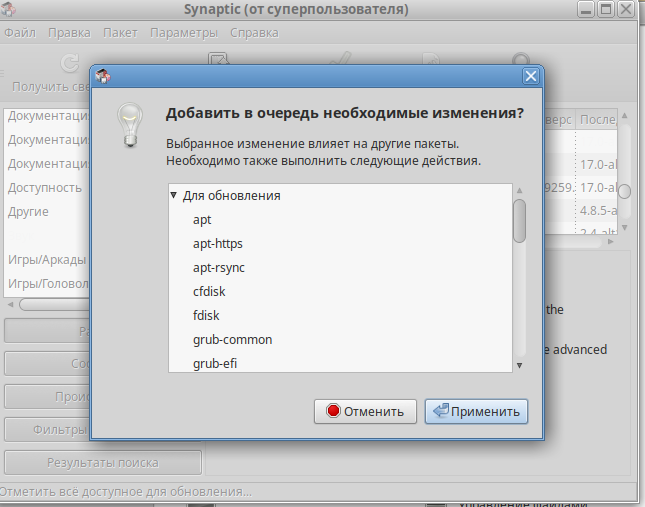 Synaptic (от суперпользователя)
Файл Правка Пакет Параметры Справка
Получить све
Добавить в очередь необходимые изменения?
Выбранное изменение влияет на другие пакеты.
Необходимо также выполнить следующие действия.
Для обновления
apt
apt-https
apt-rsync
cfdisk
fdisk
grub-common
grub-efi
Отменить Применить
Документаци
Документаци
Документаци
Доступность
Другие
Игры/Аркады
Игры/Головол
верс Послед
17.0-al
9259. 17.0-al
4.8.5-a
2.4-alt
the
e advanced
Ра
Сос
Проис
Фильтры
Результаты поиска
Отметить всё доступное для обновления...